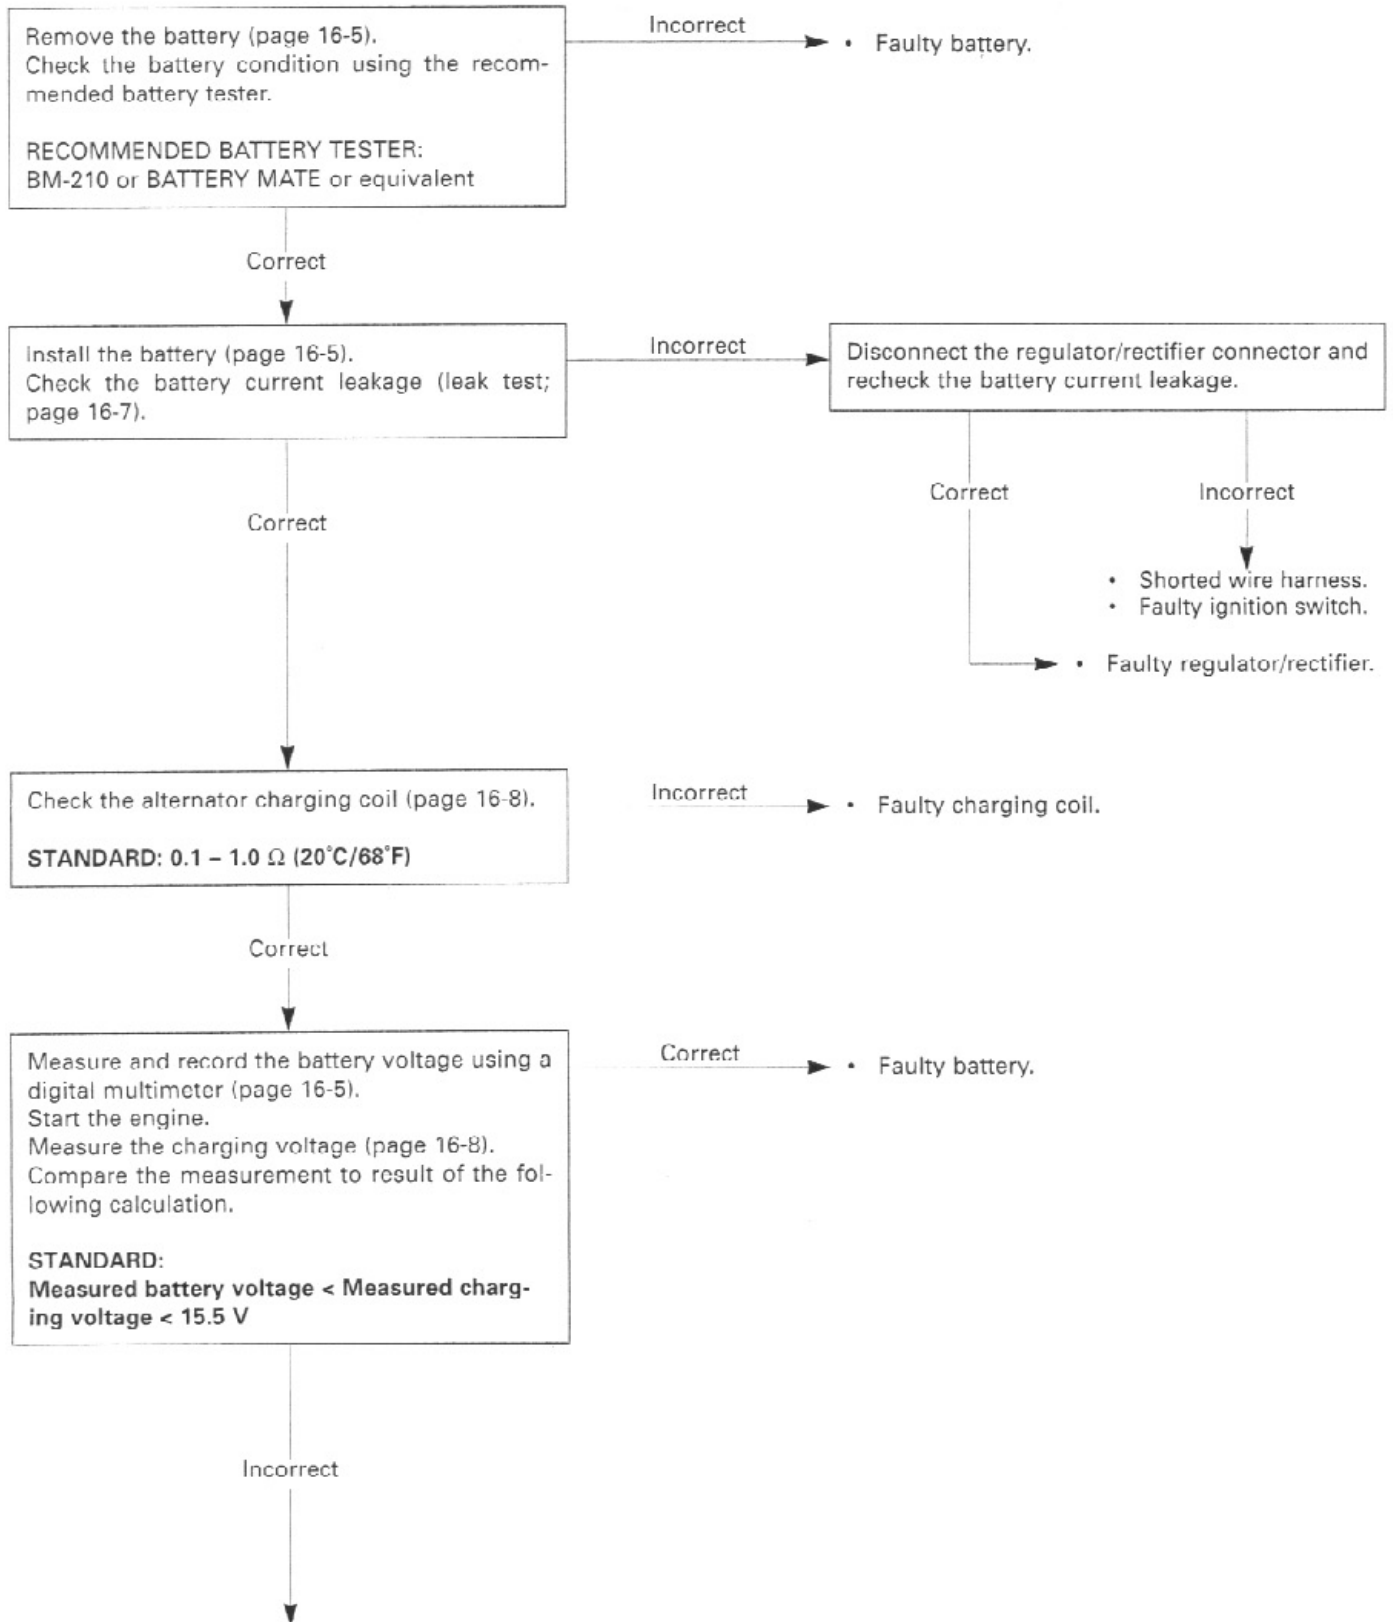 Remove the battery (page 16-5).
Check the battery condition using the recom-
mended battery tester.
RECOMMENDED BATTERY TESTER:
BM-210 or BATTERY MATE or equivalent
Incorrect
• Faulty battery.
Correct
Install the battery (page 16-5).
Check the battery current leakage (leak test;
page 16-7).
Incorrect
Disconnect the regulator/rectifier connector and
recheck the battery current leakage.
Correct
Incorrect
• Shorted wire harness.
• Faulty ignition switch.
• Faulty regulator/rectifier.
Correct
Check the alternator charging coil (page 16-8).
STANDARD: 0.1 – 1.0 Ω (20°C/68°F)
Incorrect
• Faulty charging coil.
Correct
Measure and record the battery voltage using a
digital multimeter (page 16-5).
Start the engine.
Measure the charging voltage (page 16-8).
Compare the measurement to result of the fol-
lowing calculation.
STANDARD:
Measured battery voltage < Measured charg-
ing voltage < 15.5 V
Correct
• Faulty battery.
Incorrect